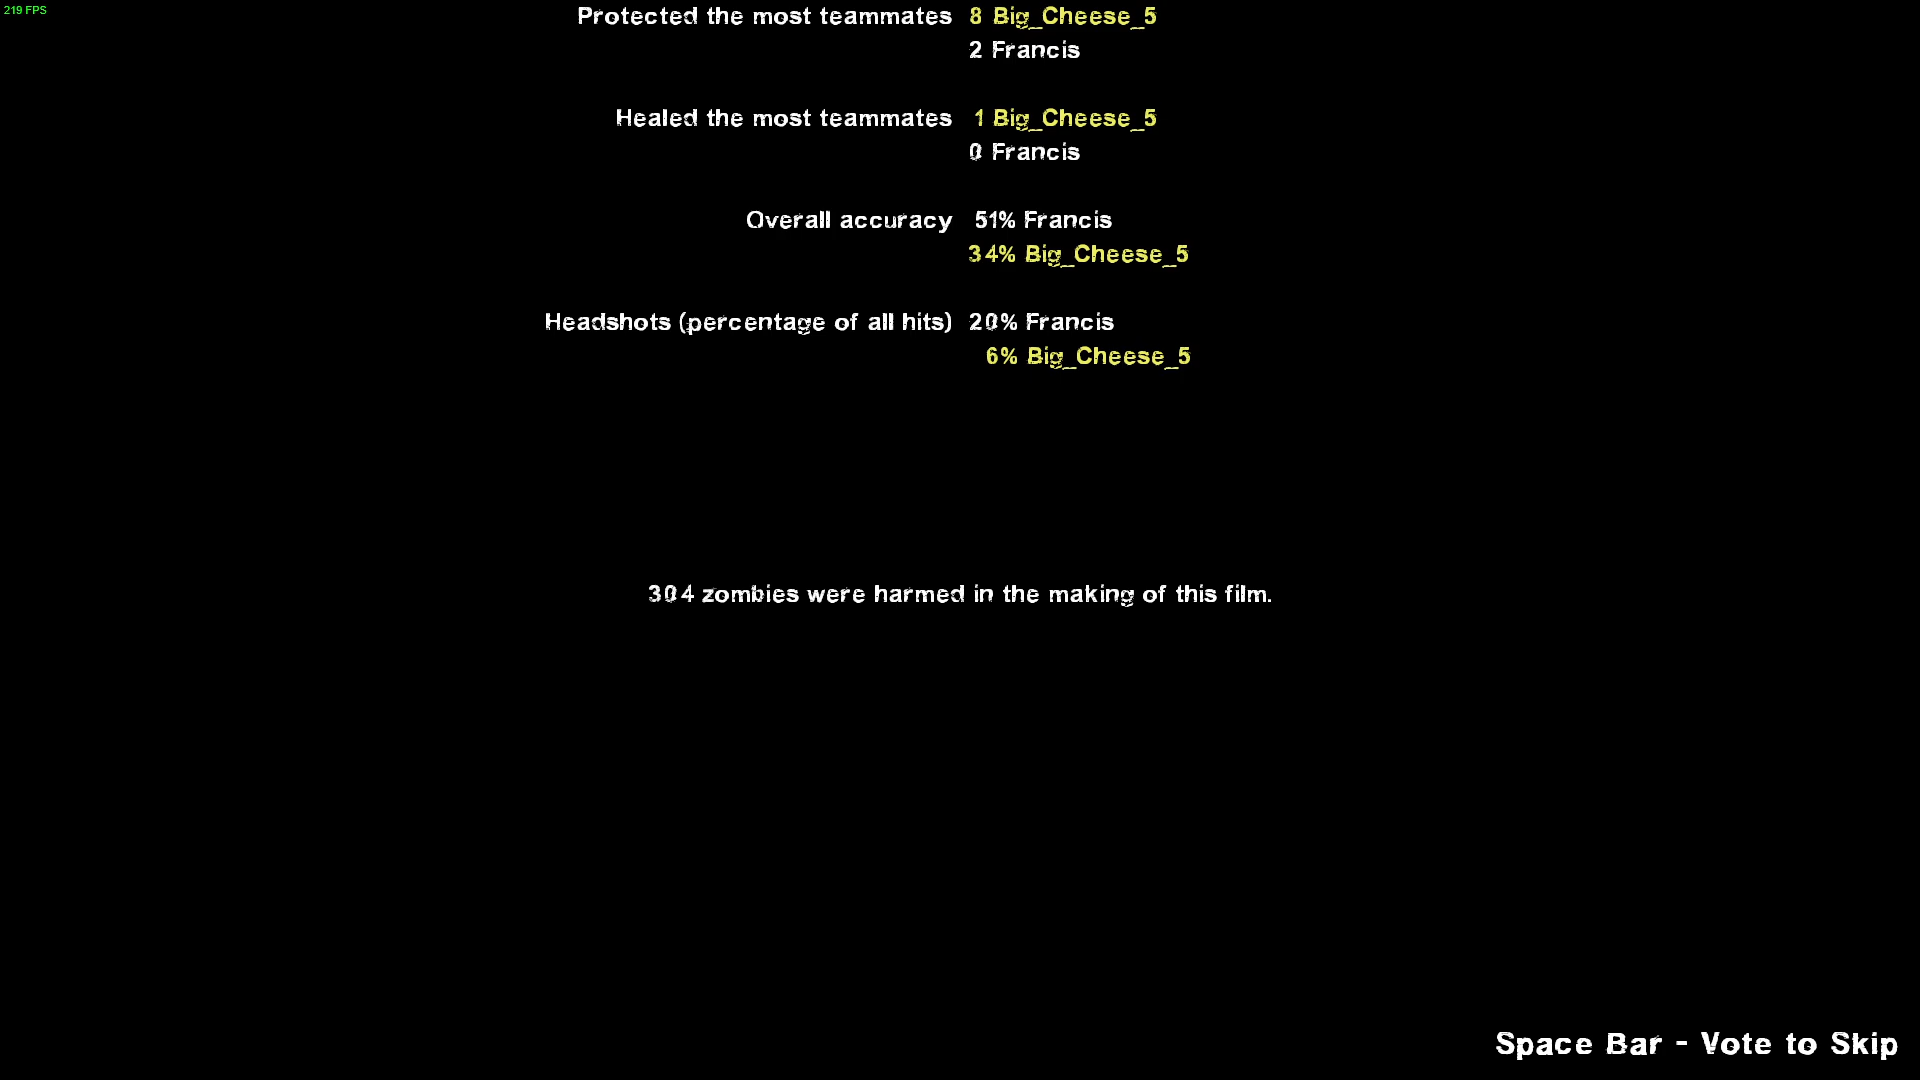 219 FPS
Protected the most teammates 8 Big_Cheese_5
2 Francis
Healed the most teammates 1 Big_Cheese_5
0 Francis
Overall accuracy 51% Francis
34% Big_Cheese_5
Headshots (percentage of all hits) 20% Francis
6% Big_Cheese_5
304 zombies were harmed in the making of this film.
Space Bar - Vote to Skip